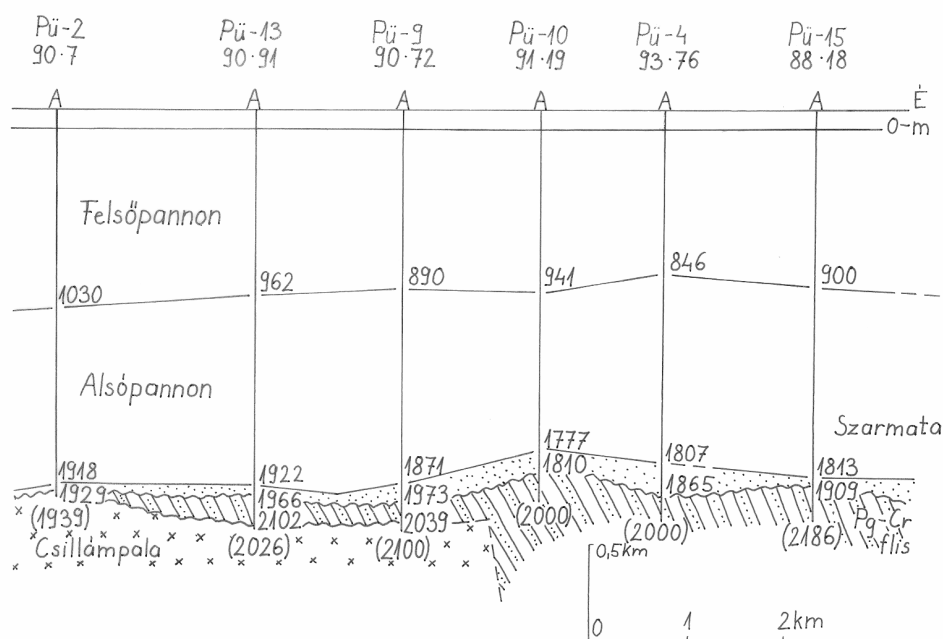 Pü-2 Pü-13 Pü-9 Pü-10 Pü-4 Pü-15
90·7 90·91 90·72 91·19 93·76 88·18
A A A A A A É
0-m
Felsőpannon
1030 962 890 941 846 900
Alsópannon
Szarmata
1918 1922 1871 1777 1807 1813
1929 1966 1973 1810 1865 1909
2102 2039
(1939) (2026) (2100) (2000) (2000) (2186)
Pg-Cr
flis
Csillámpala
0,5km
0 1 2km